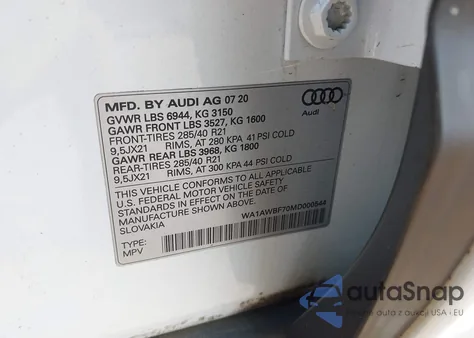 MFD. BY AUDI AG 07 20
GVWR LBS 6944, KG 3150
GAWR FRONT LBS 3527, KG 1600
FRONT-TIRES 285/40 R21
9,5JX21 RIMS, AT 280 KPA 41 PSI COLD
GAWR REAR LBS 3968, KG 1800
REAR-TIRES 285/40 R21
9,5JX21 RIMS, AT 300 KPA 44 PSI COLD
THIS VEHICLE CONFORMS TO ALL APPLICABLE
U.S. FEDERAL MOTOR VEHICLE SAFETY
STANDARDS IN EFFECT ON THE DATE OF
MANUFACTURE SHOWN ABOVE.
SLOVAKIA
WA1AWBF70MD000544
TYPE:
MPV
autoSnap
Auta z aukcji USA · EU